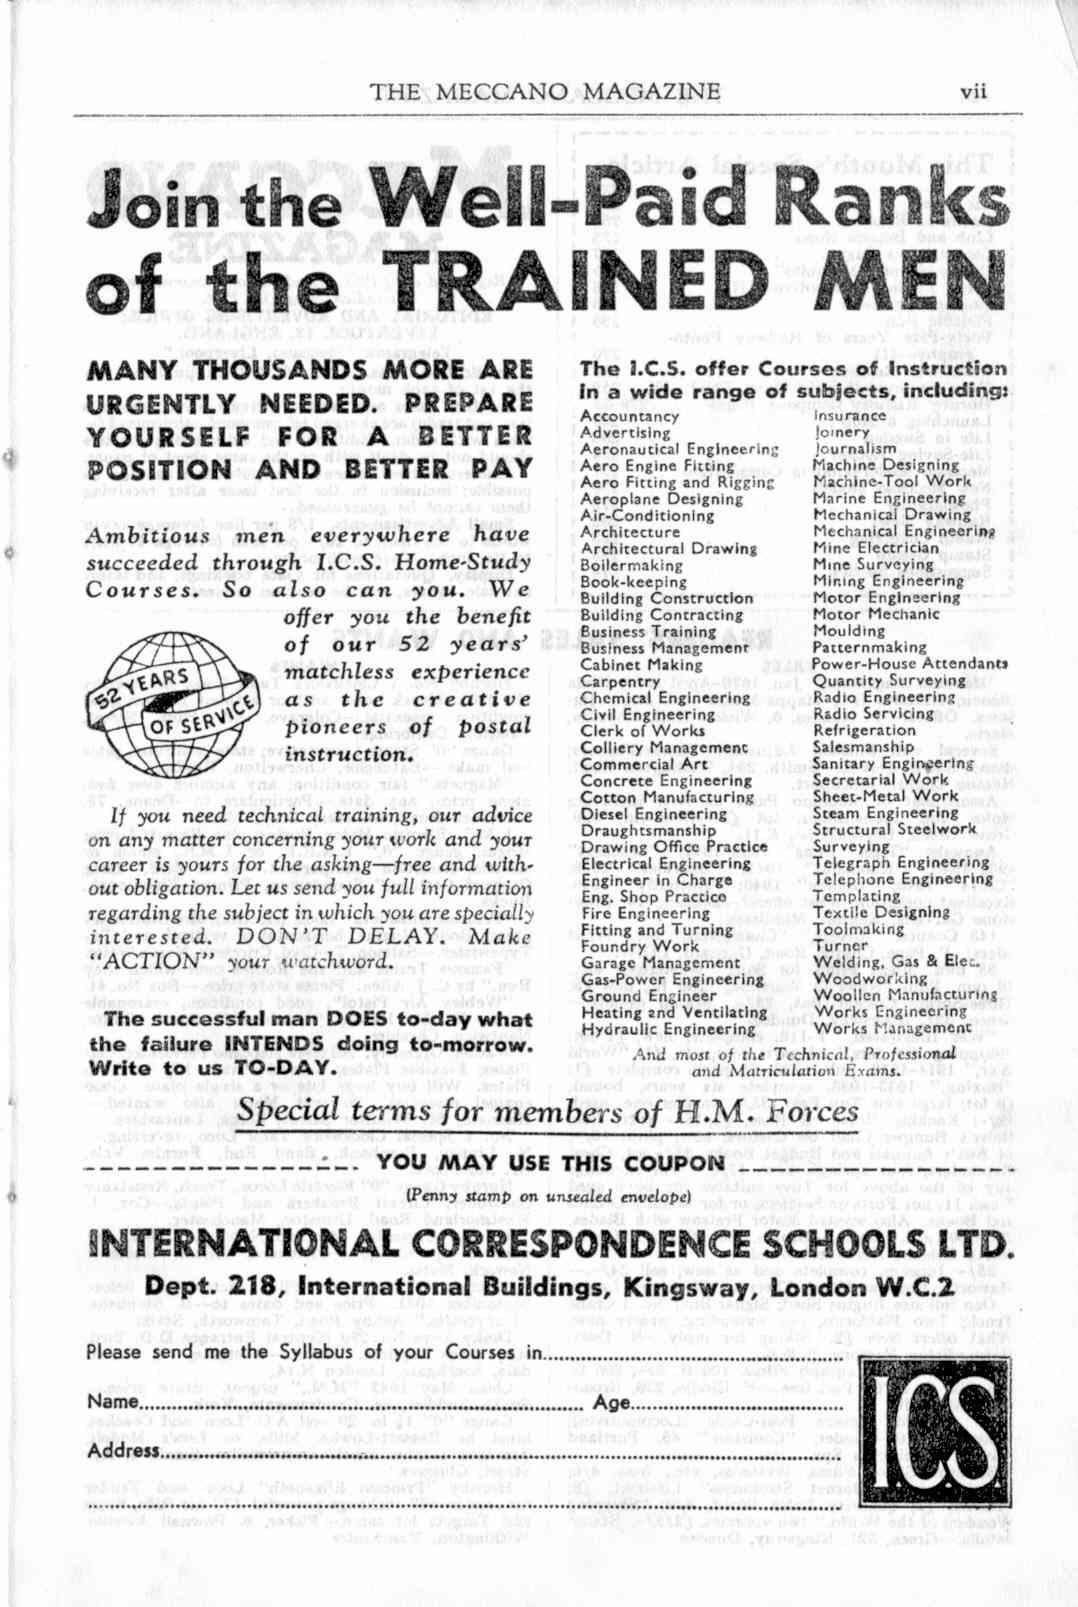 THE MECCANO MAGAZINE
vii
Join the Well-Paid Ranks
of the TRAINED MEN
MANY THOUSANDS MORE ARE
URGENTLY NEEDED. PREPARE
YOURSELF FOR A BETTER
POSITION AND BETTER PAY
Ambitious men everywhere have
succeeded through I.C.S. Home-Study
Courses. So also can you. We
offer you the benefit
of our 52 years'
matchless experience
as the creative
pioneers of postal
instruction.
52 YEARS
OF SERVICE
If you need technical training, our advice
on any matter concerning your work and your
career is yours for the asking—free and with-
out obligation. Let us send you full information
regarding the subject in which you are specially
interested. DON'T DELAY. Make
"ACTION" your watchword.
The successful man DOES to-day what
the failure INTENDS doing to-morrow.
Write to us TO-DAY.
The I.C.S. offer Courses of Instruction
in a wide range of subjects, including:
Accountancy
Advertising
Aeronautical Engineering
Aero Engine Fitting
Aero Fitting and Rigging
Aeroplane Designing
Air-Conditioning
Architecture
Architectural Drawing
Boilermaking
Book-keeping
Building Construction
Building Contracting
Business Training
Business Management
Cabinet Making
Carpentry
Chemical Engineering
Civil Engineering
Clerk of Works
Colliery Management
Commercial Art
Concrete Engineering
Cotton Manufacturing
Diesel Engineering
Draughtsmanship
Drawing Office Practice
Electrical Engineering
Engineer in Charge
Eng. Shop Practice
Fire Engineering
Fitting and Turning
Foundry Work
Garage Management
Gas-Power Engineering
Ground Engineer
Heating and Ventilating
Hydraulic Engineering
Insurance
Joinery
Journalism
Machine Designing
Machine-Tool Work
Marine Engineering
Mechanical Drawing
Mechanical Engineering
Mine Electrician
Mine Surveying
Mining Engineering
Motor Engineering
Motor Mechanic
Moulding
Patternmaking
Power-House Attendants
Quantity Surveying
Radio Engineering
Radio Servicing
Refrigeration
Salesmanship
Sanitary Engineering
Secretarial Work
Sheet-Metal Work
Steam Engineering
Structural Steelwork
Surveying
Telegraph Engineering
Telephone Engineering
Templating
Textile Designing
Toolmaking
Turner
Welding, Gas & Elec.
Woodworking
Woollen Manufacturing
Works Engineering
Works Management
And most of the Technical, Professional
and Matriculation Exams.
Special terms for members of H.M. Forces
YOU MAY USE THIS COUPON
(Penny stamp on unsealed envelope)
INTERNATIONAL CORRESPONDENCE SCHOOLS LTD.
Dept. 218, International Buildings, Kingsway, London W.C.2
Please send me the Syllabus of your Courses in
Name
Age
Address
I.C.S.